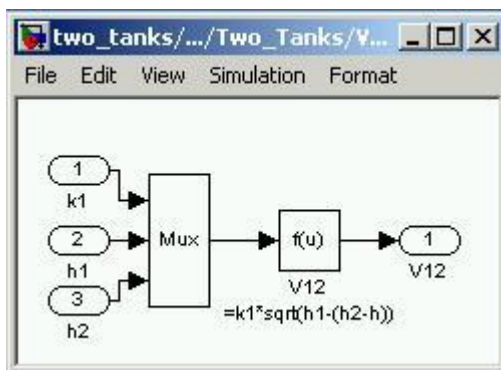 two_tanks/.../Two_Tanks/V...
File Edit View Simulation Format
1
k1
2
h1
3
h2
Mux
f(u)
V12
=k1*sqrt(h1-(h2-h))
1
V12